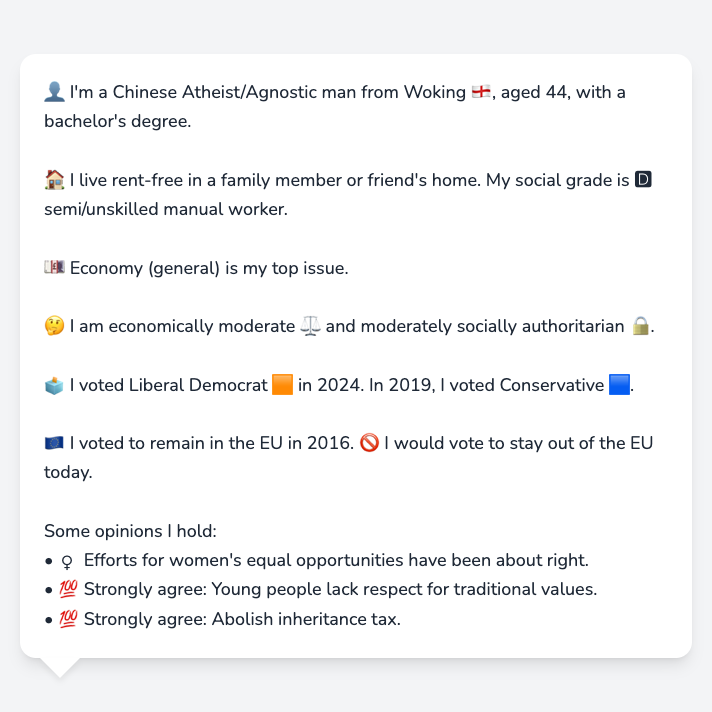 👤 I'm a Chinese Atheist/Agnostic man from Woking 🏴󠁧󠁢󠁥󠁮󠁧󠁿, aged 44, with a
bachelor's degree.
🏠 I live rent-free in a family member or friend's home. My social grade is 🅳
semi/unskilled manual worker.
💷 Economy (general) is my top issue.
🤔 I am economically moderate ⚖️ and moderately socially authoritarian 🔒.
🗳️ I voted Liberal Democrat 🟧 in 2024. In 2019, I voted Conservative 🟦.
🇪🇺 I voted to remain in the EU in 2016. 🚫 I would vote to stay out of the EU
today.
Some opinions I hold:
• ♀ Efforts for women's equal opportunities have been about right.
• 💯 Strongly agree: Young people lack respect for traditional values.
• 💯 Strongly agree: Abolish inheritance tax.